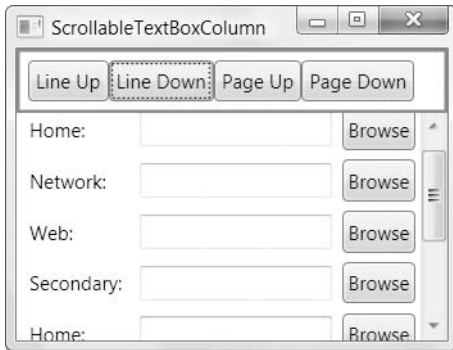 ScrollableTextBoxColumn
Line Up Line Down Page Up Page Down
Home: Browse
Network: Browse
Web: Browse
Secondary: Browse
Home: Browse